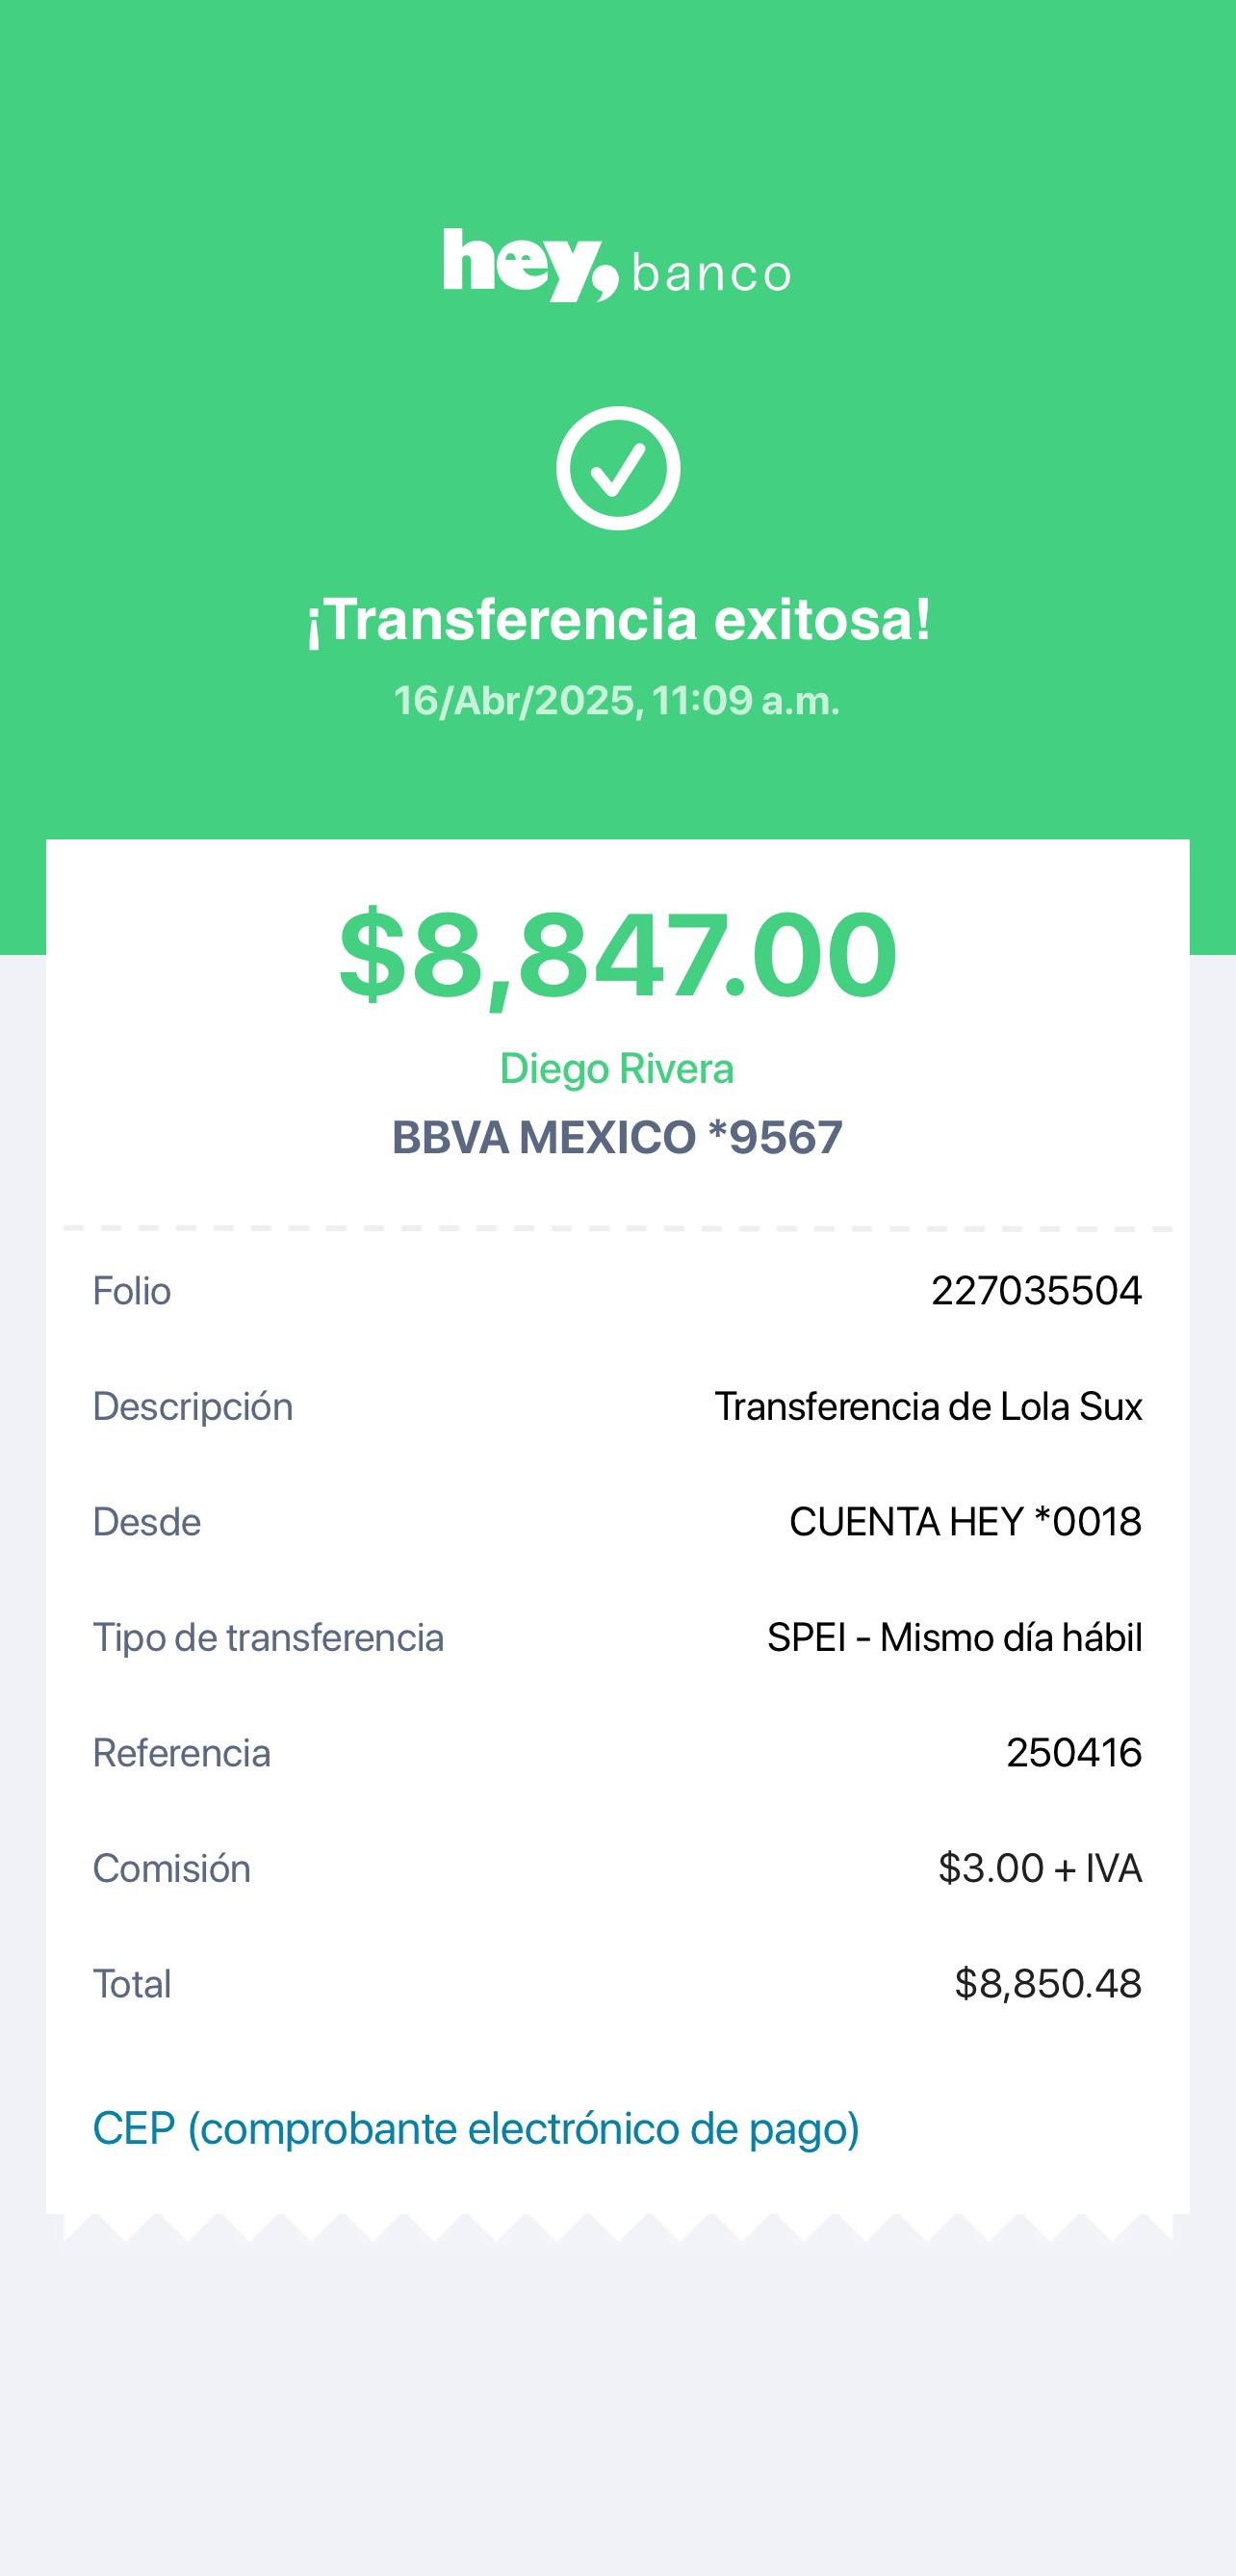 hey, banco
¡Transferencia exitosa!
16/Abr/2025, 11:09 a.m.
$8,847.00
Diego Rivera
BBVA MEXICO *9567
Folio 227035504
Descripción Transferencia de Lola Sux
Desde CUENTA HEY *0018
Tipo de transferencia SPEI - Mismo día hábil
Referencia 250416
Comisión $3.00 + IVA
Total $8,850.48
CEP (comprobante electrónico de pago)